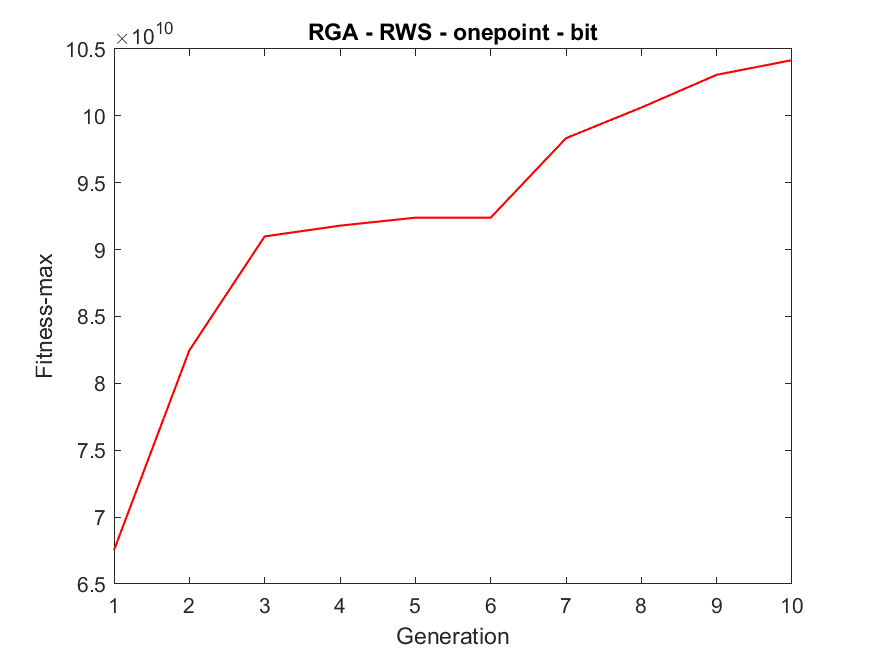 RGA - RWS - onepoint - bit
×10^10
10.5
10
9.5
9
8.5
8
7.5
7
6.5
Fitness-max
1 2 3 4 5 6 7 8 9 10
Generation